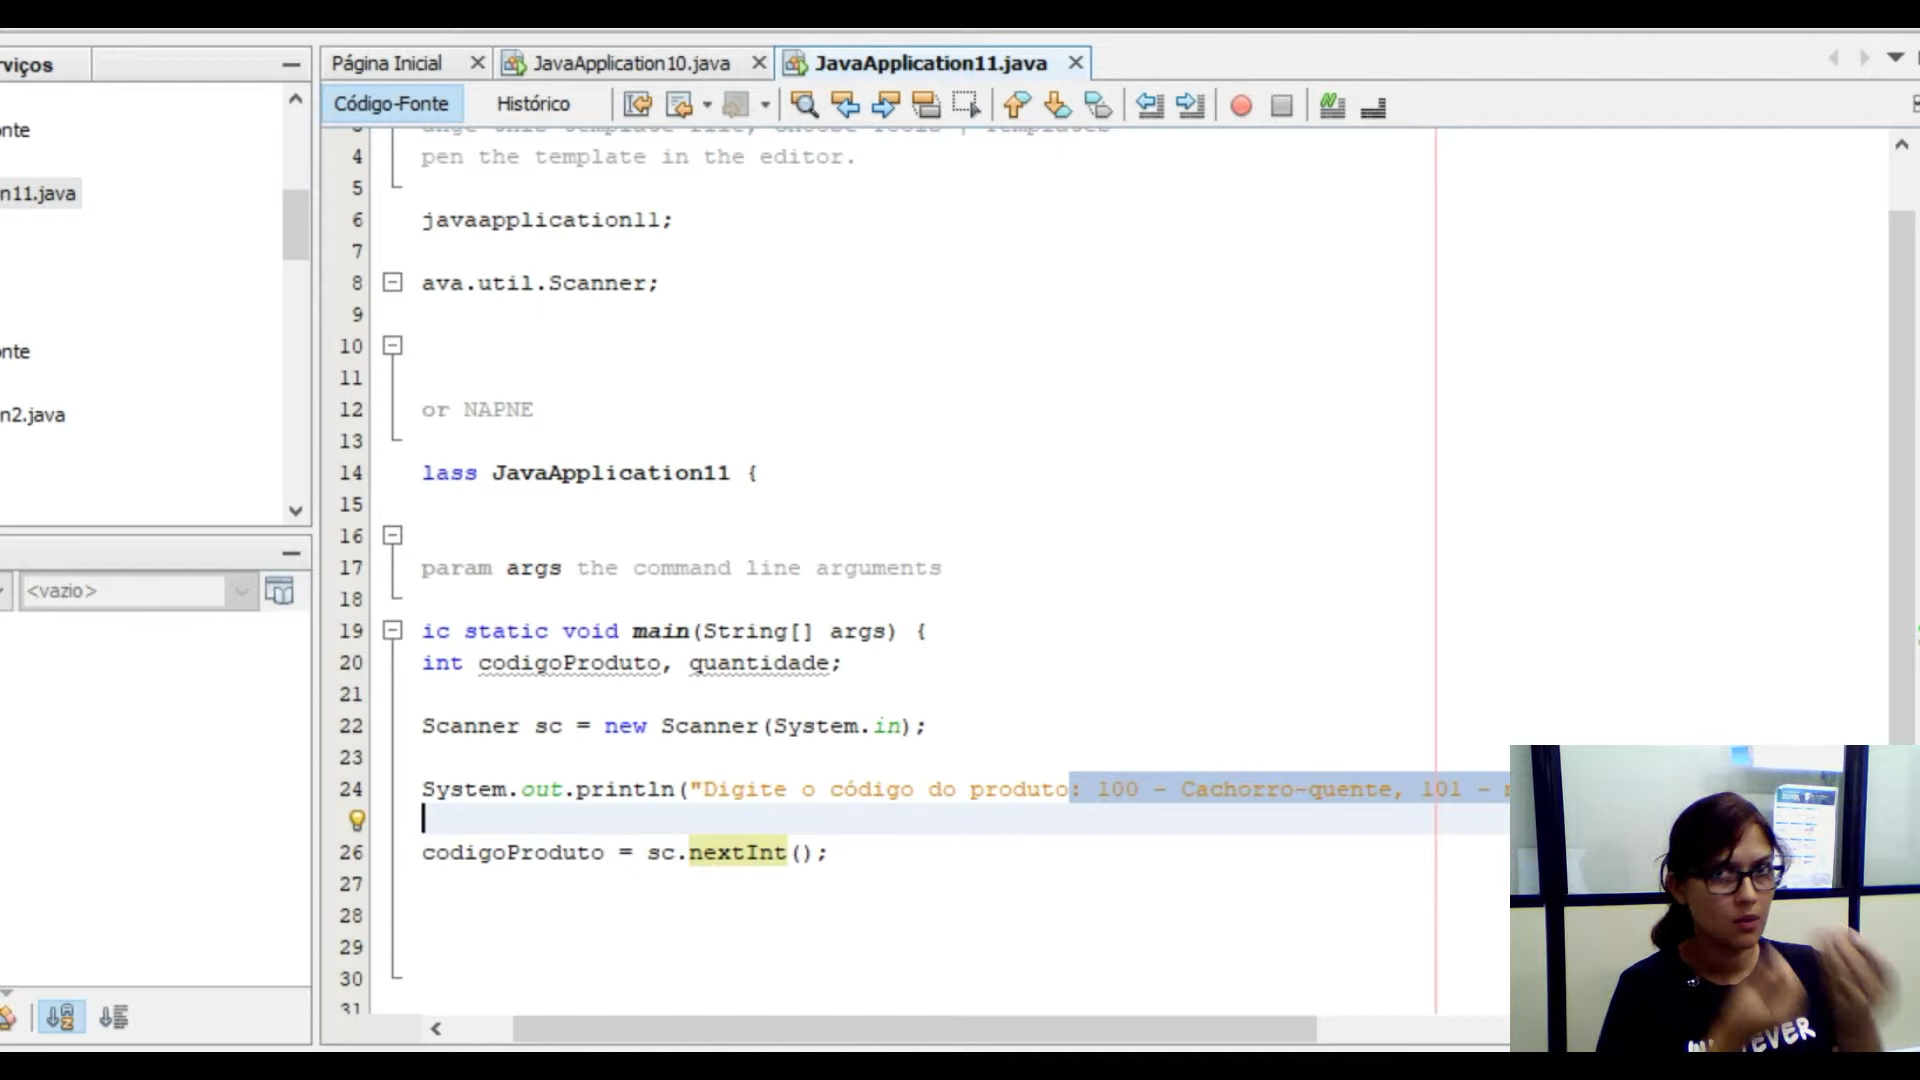 rviços
Página Inicial
JavaApplication10.java
JavaApplication11.java
Código-Fonte
Histórico
onte
n11.java
onte
n2.java
<vazio>
4 pen the template in the editor.
5
6 javaapplication11;
7
8 ava.util.Scanner;
9
10
11
12 or NAPNE
13
14 lass JavaApplication11 {
15
16
17 param args the command line arguments
18
19 ic static void main(String[] args) {
20 int codigoProduto, quantidade;
21
22 Scanner sc = new Scanner(System.in);
23
24 System.out.println("Digite o código do produto: 100 - Cachorro-quente, 101 -
26 codigoProduto = sc.nextInt();
27
28
29
30
31